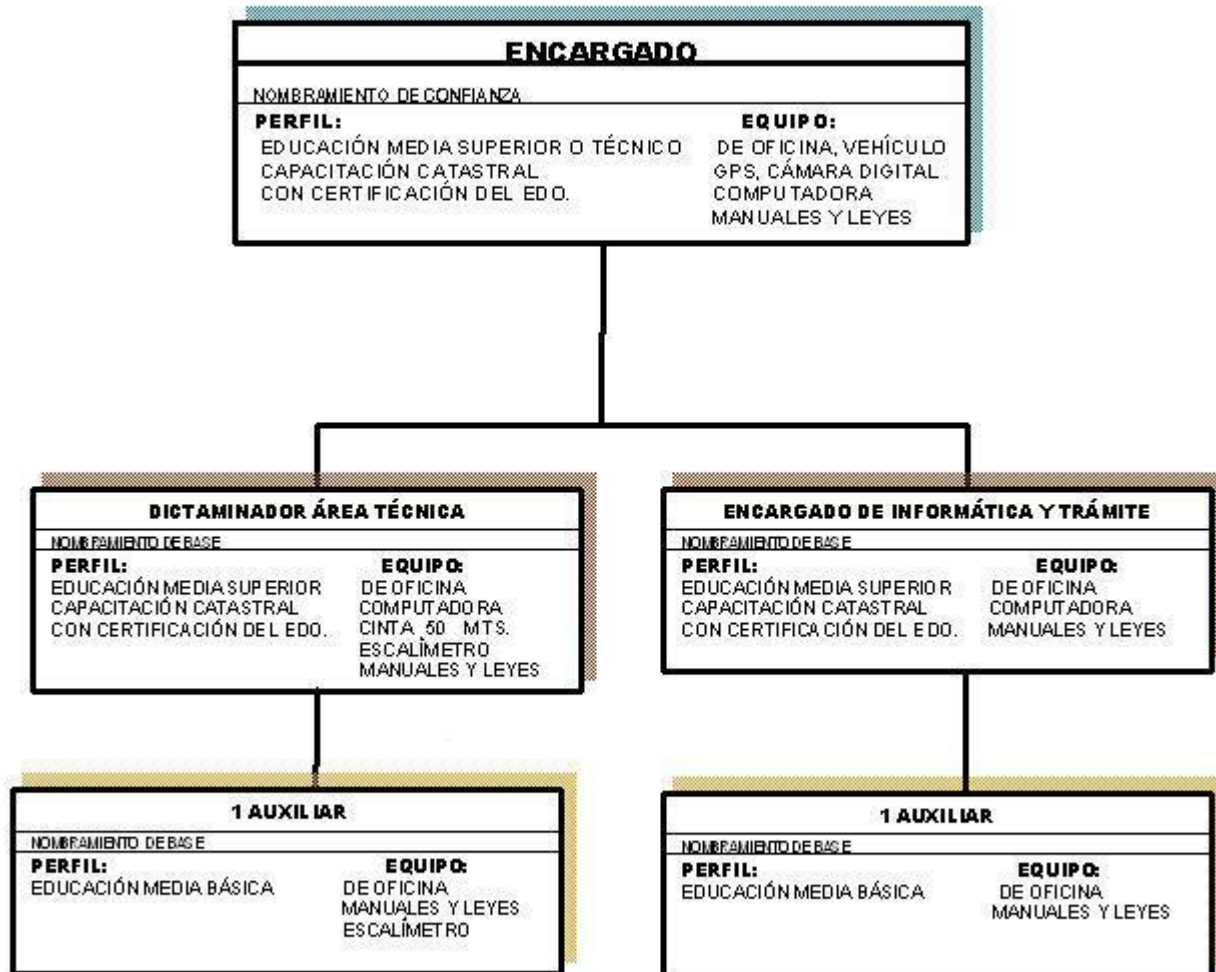 ENCARGADO
NOMBRAMIENTO DE CONFIANZA
PERFIL:
EDUCACIÓN MEDIA SUPERIOR O TÉCNICO
CAPACITACIÓN CATASTRAL
CON CERTIFICACIÓN DEL EDO.
EQUIPO:
DE OFICINA, VEHÍCULO
GPS, CÁMARA DIGITAL
COMPUTADORA
MANUALES Y LEYES
DICTAMINADOR ÁREA TÉCNICA
NOMBRAMIENTO DE BASE
PERFIL:
EDUCACIÓN MEDIA SUPERIOR
CAPACITACIÓN CATASTRAL
CON CERTIFICACIÓN DEL EDO.
EQUIPO:
DE OFICINA
COMPUTADORA
CINTA 50 MTS.
ESCALÍMETRO
MANUALES Y LEYES
ENCARGADO DE INFORMÁTICA Y TRÁMITE
NOMBRAMIENTO DE BASE
PERFIL:
EDUCACIÓN MEDIA SUPERIOR
CAPACITACIÓN CATASTRAL
CON CERTIFICACIÓN DEL EDO.
EQUIPO:
DE OFICINA
COMPUTADORA
MANUALES Y LEYES
1 AUXILIAR
NOMBRAMIENTO DE BASE
PERFIL:
EDUCACIÓN MEDIA BÁSICA
EQUIPO:
DE OFICINA
MANUALES Y LEYES
ESCALÍMETRO
1 AUXILIAR
NOMBRAMIENTO DE BASE
PERFIL:
EDUCACIÓN MEDIA BÁSICA
EQUIPO:
DE OFICINA
MANUALES Y LEYES